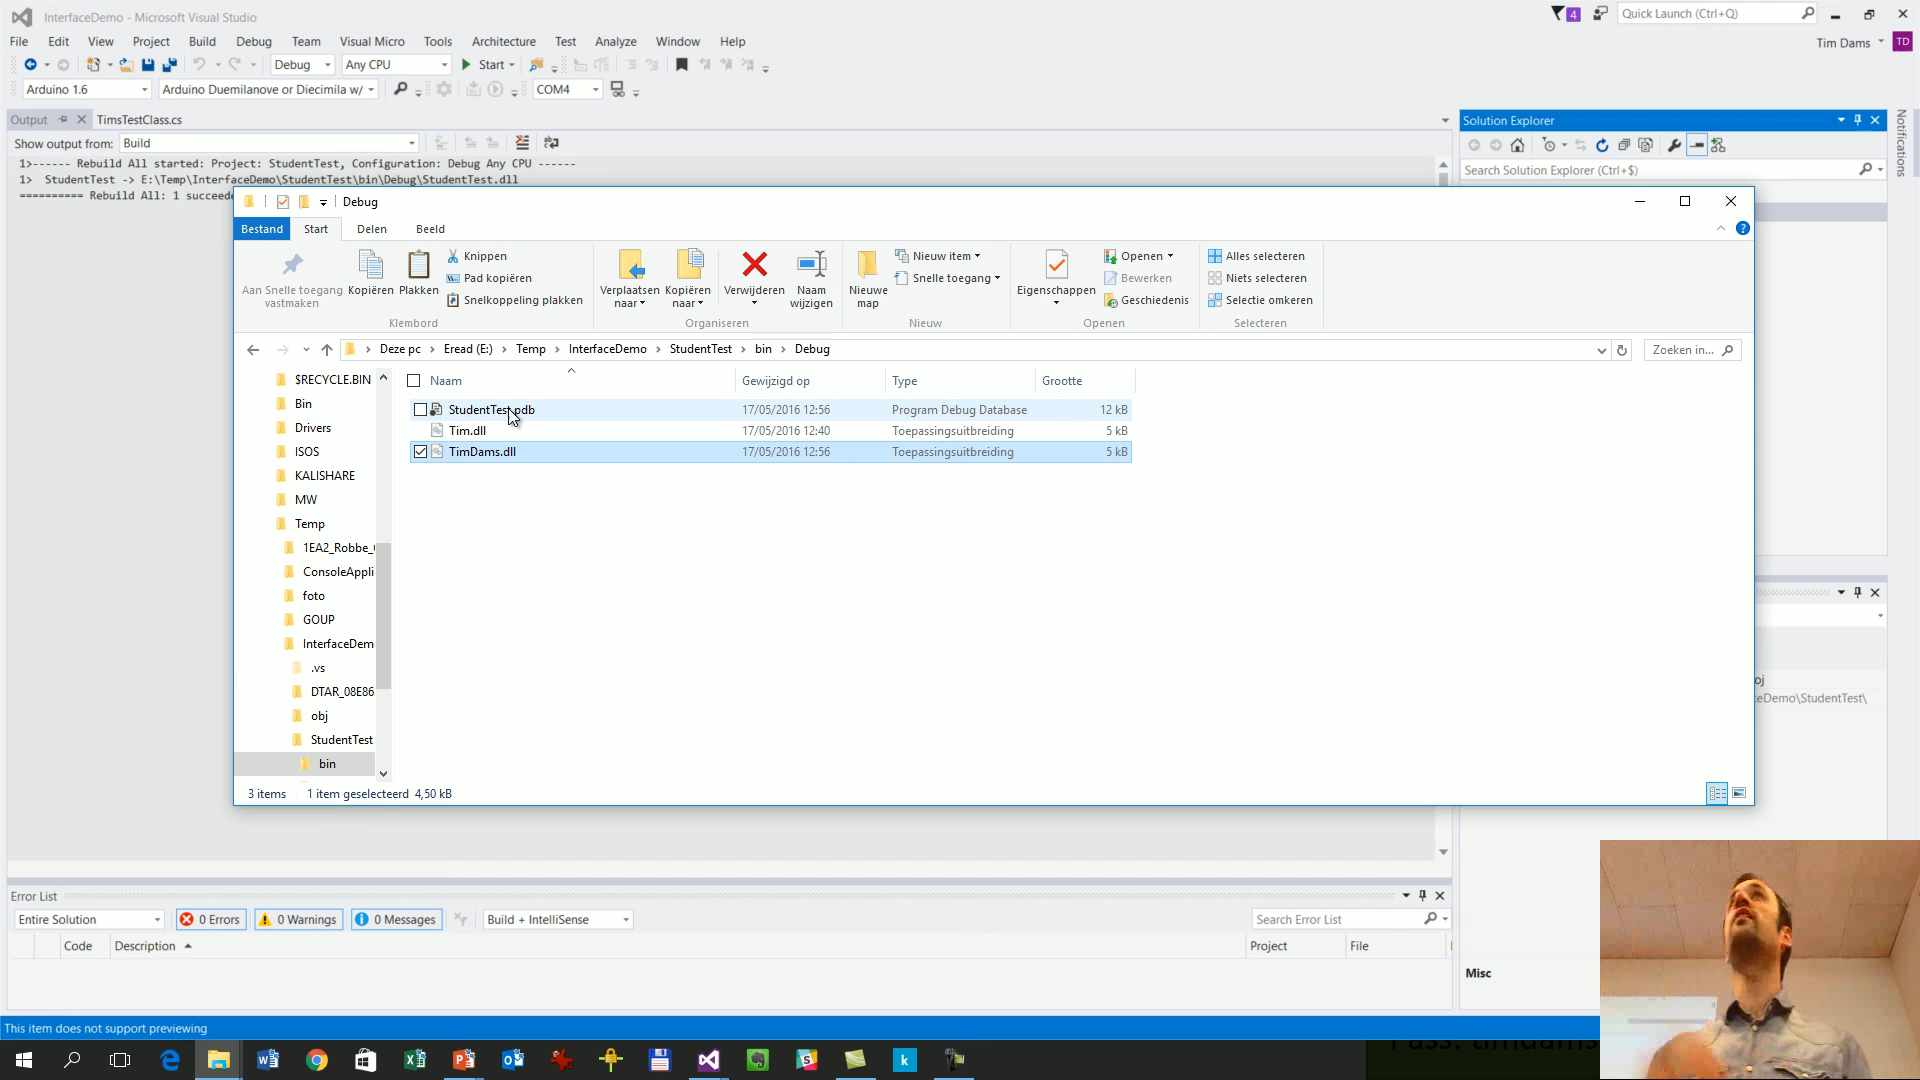 InterfaceDemo - Microsoft Visual Studio
4
Quick Launch (Ctrl+Q)
File Edit View Project Build Debug Team Visual Micro Tools Architecture Test Analyze Window Help
Tim Dams TD
Debug Any CPU Start
Arduino 1.6 Arduino Duemilanove or Diecimila w/ COM4
Output TimsTestClass.cs
Show output from: Build
1>------ Rebuild All started: Project: StudentTest, Configuration: Debug Any CPU ------
1> StudentTest -> E:\Temp\InterfaceDemo\StudentTest\bin\Debug\StudentTest.dll
========== Rebuild All: 1 succeede
Solution Explorer
Search Solution Explorer (Ctrl+$)
Notifications
Debug
Bestand Start Delen Beeld
Aan Snelle toegang vastmaken
Kopiëren
Plakken
Knippen
Pad kopiëren
Snelkoppeling plakken
Klembord
Verplaatsen naar
Kopiëren naar
Verwijderen
Naam wijzigen
Organiseren
Nieuwe map
Nieuw item
Snelle toegang
Nieuw
Eigenschappen
Openen
Bewerken
Geschiedenis
Openen
Alles selecteren
Niets selecteren
Selectie omkeren
Selecteren
Deze pc Eread (E:) Temp InterfaceDemo StudentTest bin Debug
Zoeken in...
$RECYCLE.BIN
Bin
Drivers
ISOS
KALISHARE
MW
Temp
1EA2_Robbe_
ConsoleAppli
foto
GOUP
InterfaceDem
.vs
DTAR_08E86
obj
StudentTest
bin
Naam Gewijzigd op Type Grootte
StudentTest.pdb 17/05/2016 12:56 Program Debug Database 12 kB
Tim.dll 17/05/2016 12:40 Toepassingsuitbreiding 5 kB
TimDams.dll 17/05/2016 12:56 Toepassingsuitbreiding 5 kB
3 items 1 item geselecteerd 4,50 kB
oj
eDemo\StudentTest\
Error List
Entire Solution 0 Errors 0 Warnings 0 Messages Build + IntelliSense Search Error List
Code Description Project File
Misc
This item does not support previewing
Pass: timdams